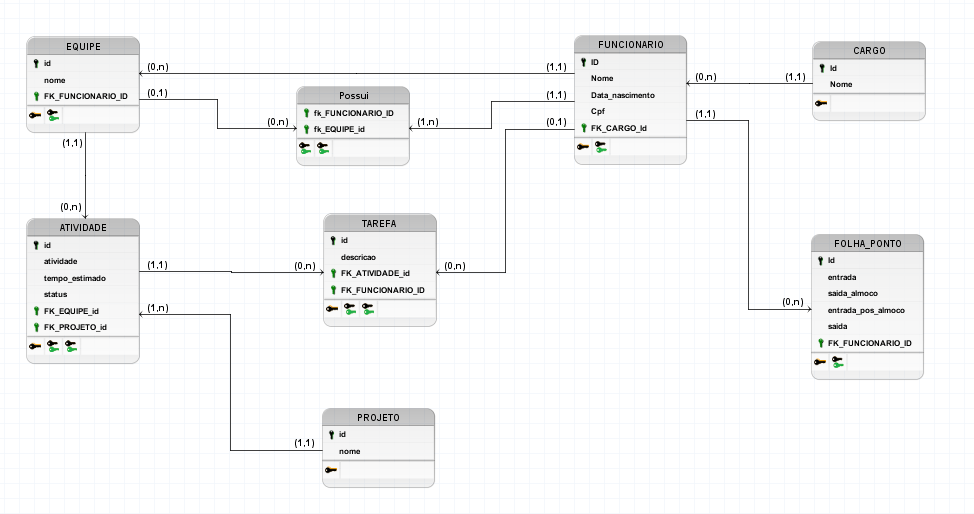 EQUIPE
id
nome
FK_FUNCIONARIO_ID
(0,n)
(1,1)
(0,1)
(0,n)
Possui
fk_FUNCIONARIO_ID
fk_EQUIPE_id
(1,n)
(1,1)
(0,1)
FUNCIONARIO
ID
Nome
Data_nascimento
Cpf
FK_CARGO_Id
(0,n)
(1,1)
(1,1)
CARGO
Id
Nome
(1,1)
(0,n)
ATIVIDADE
id
atividade
tempo_estimado
status
FK_EQUIPE_id
FK_PROJETO_id
(1,1)
(0,n)
(1,n)
TAREFA
id
descricao
FK_ATIVIDADE_id
FK_FUNCIONARIO_ID
(0,n)
FOLHA_PONTO
Id
entrada
saida_almoco
entrada_pos_almoco
saida
FK_FUNCIONARIO_ID
(0,n)
PROJETO
id
nome
(1,1)